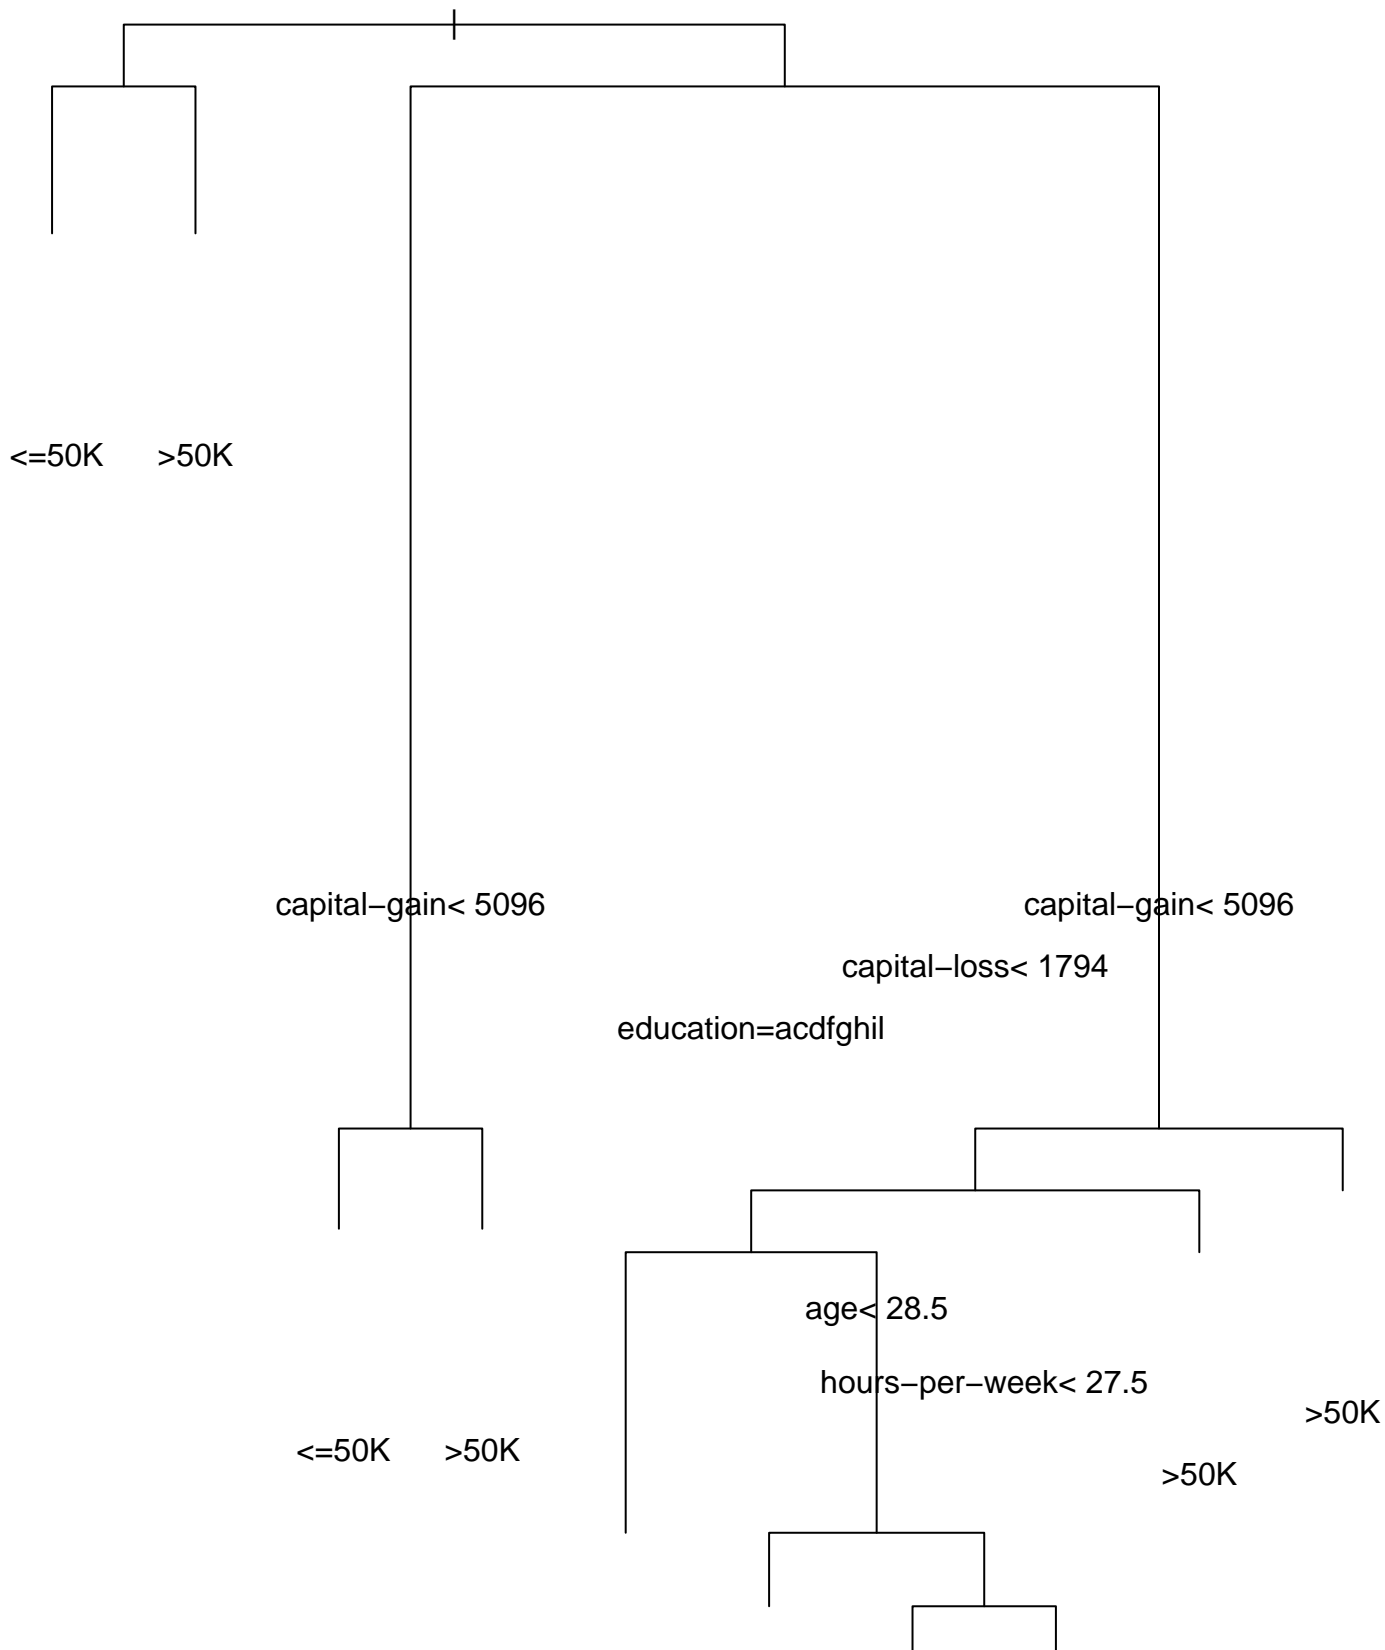 <=50K >50K
capital−gain< 5096 capital−gain< 5096
capital−loss< 1794
education=acdfghil
age< 28.5
hours−per−week< 27.5
>50K
<=50K >50K
>50K